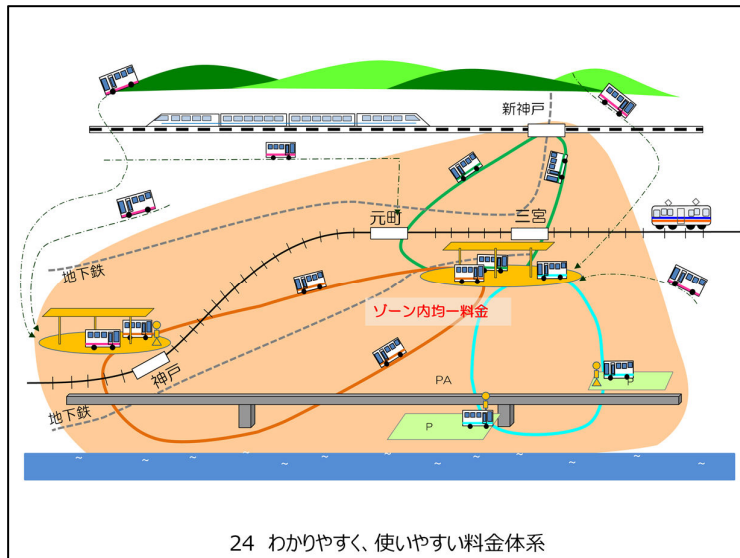 新神戸
元町
三宮
地下鉄
ゾーン内均一料金
神戸
PA
P
地下鉄
P
24 わかりやすく、使いやすい料金体系